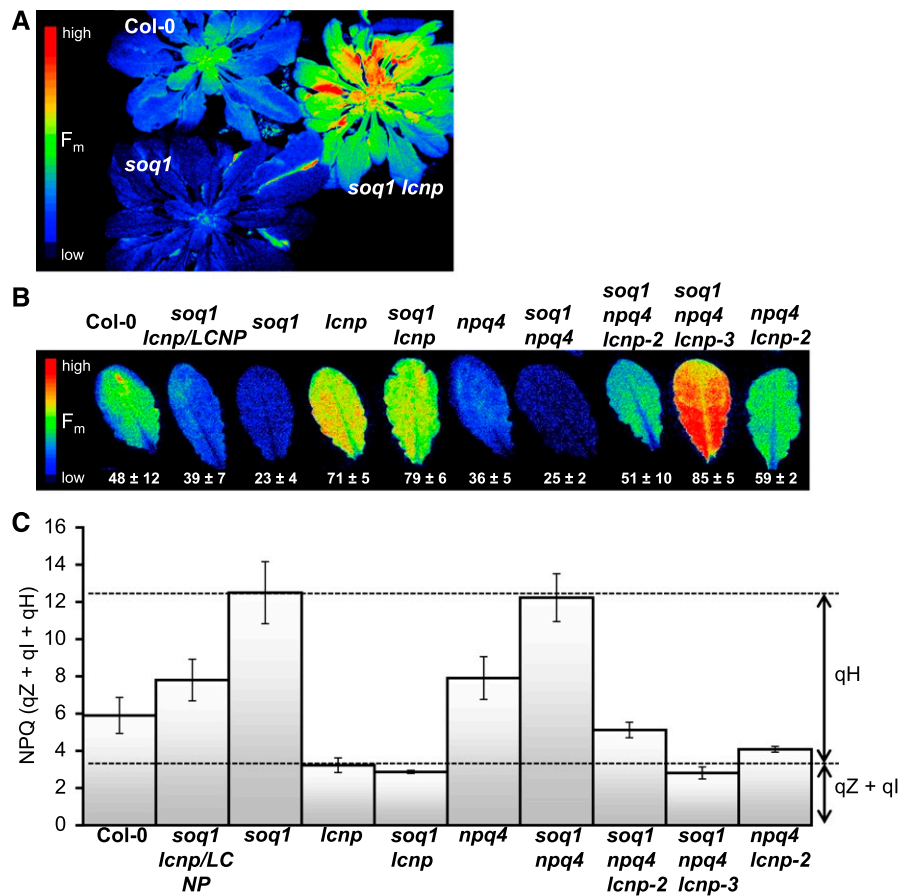 A
high
Col-0
Fm
soq1
soq1 lcnp
low
B
Col-0
soq1
lcnp/LCNP
soq1
lcnp
soq1
lcnp
npq4
soq1
npq4
soq1
npq4
lcnp-2
soq1
npq4
lcnp-3
npq4
lcnp-2
high
Fm
low
48 ± 12
39 ± 7
23 ± 4
71 ± 5
79 ± 6
36 ± 5
25 ± 2
51 ± 10
85 ± 5
59 ± 2
C
NPQ (qZ + qI + qH)
16
14
12
10
8
6
4
2
0
qH
qZ + qI
Col-0
soq1
lcnp/LC
NP
soq1
lcnp
soq1
lcnp
npq4
soq1
npq4
soq1
npq4
lcnp-2
soq1
npq4
lcnp-3
npq4
lcnp-2